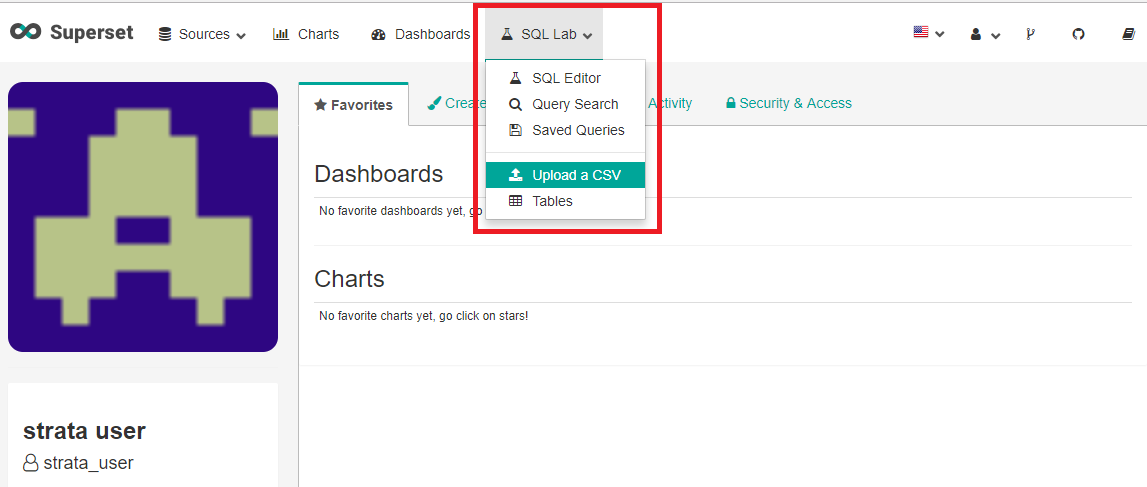 Superset Sources Charts Dashboards SQL Lab
SQL Editor
Query Search
Saved Queries
Upload a CSV
Tables
Favorites Create Activity Security & Access
Dashboards
No favorite dashboards yet, go
Charts
No favorite charts yet, go click on stars!
strata user
strata_user